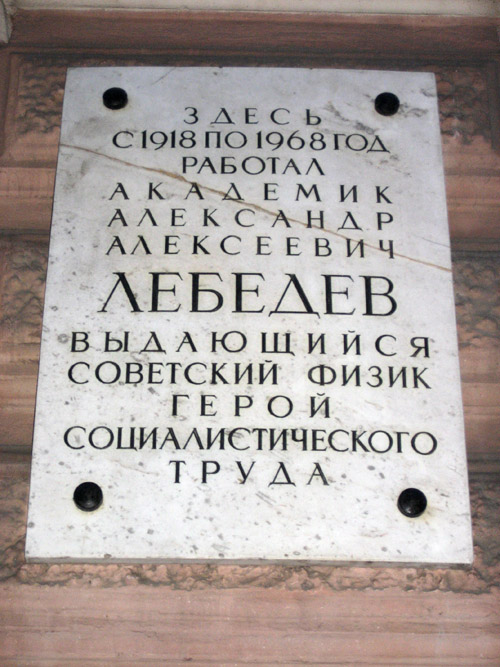 ЗДЕСЬ
С 1918 ПО 1968 ГОД
РАБОТАЛ
АКАДЕМИК
АЛЕКСАНДР
АЛЕКСЕЕВИЧ
ЛЕБЕДЕВ
ВЫДАЮЩИЙСЯ
СОВЕТСКИЙ ФИЗИК
ГЕРОЙ
СОЦИАЛИСТИЧЕСКОГО
ТРУДА